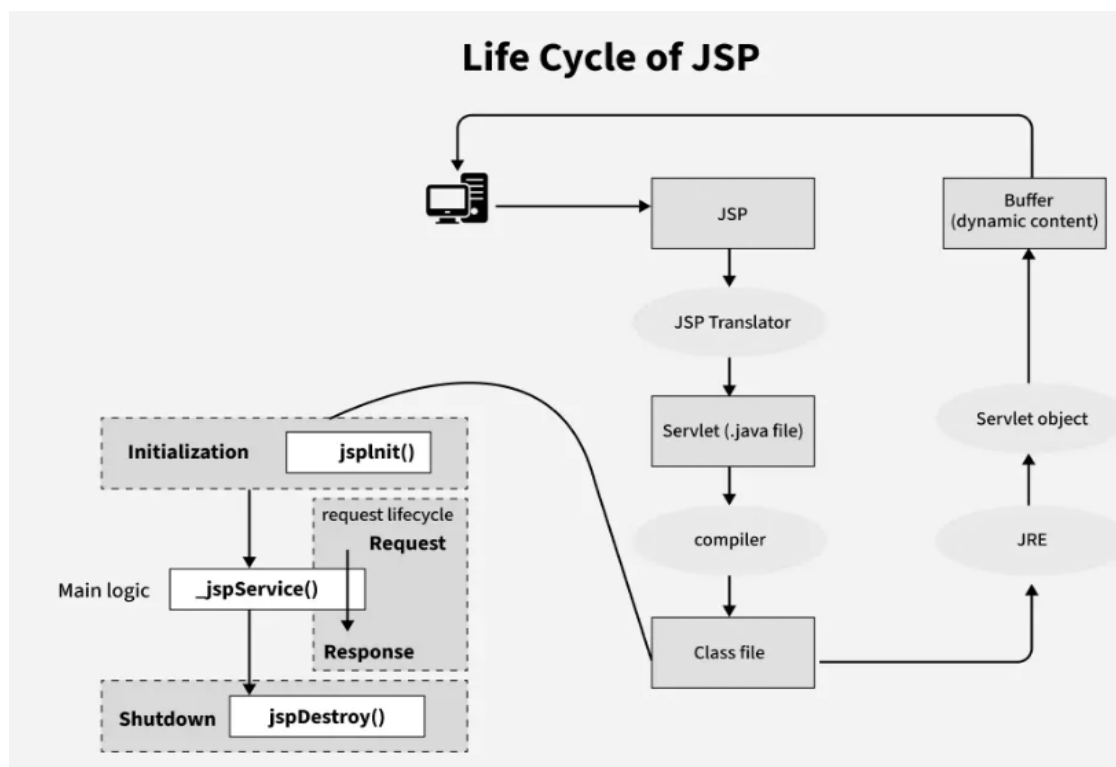 Life Cycle of JSP
JSP
Buffer
(dynamic content)
JSP Translator
Servlet (.java file)
Servlet object
compiler
JRE
Class file
Initialization
jspInit()
request lifecycle
Request
Main logic
_jspService()
Response
Shutdown
jspDestroy()